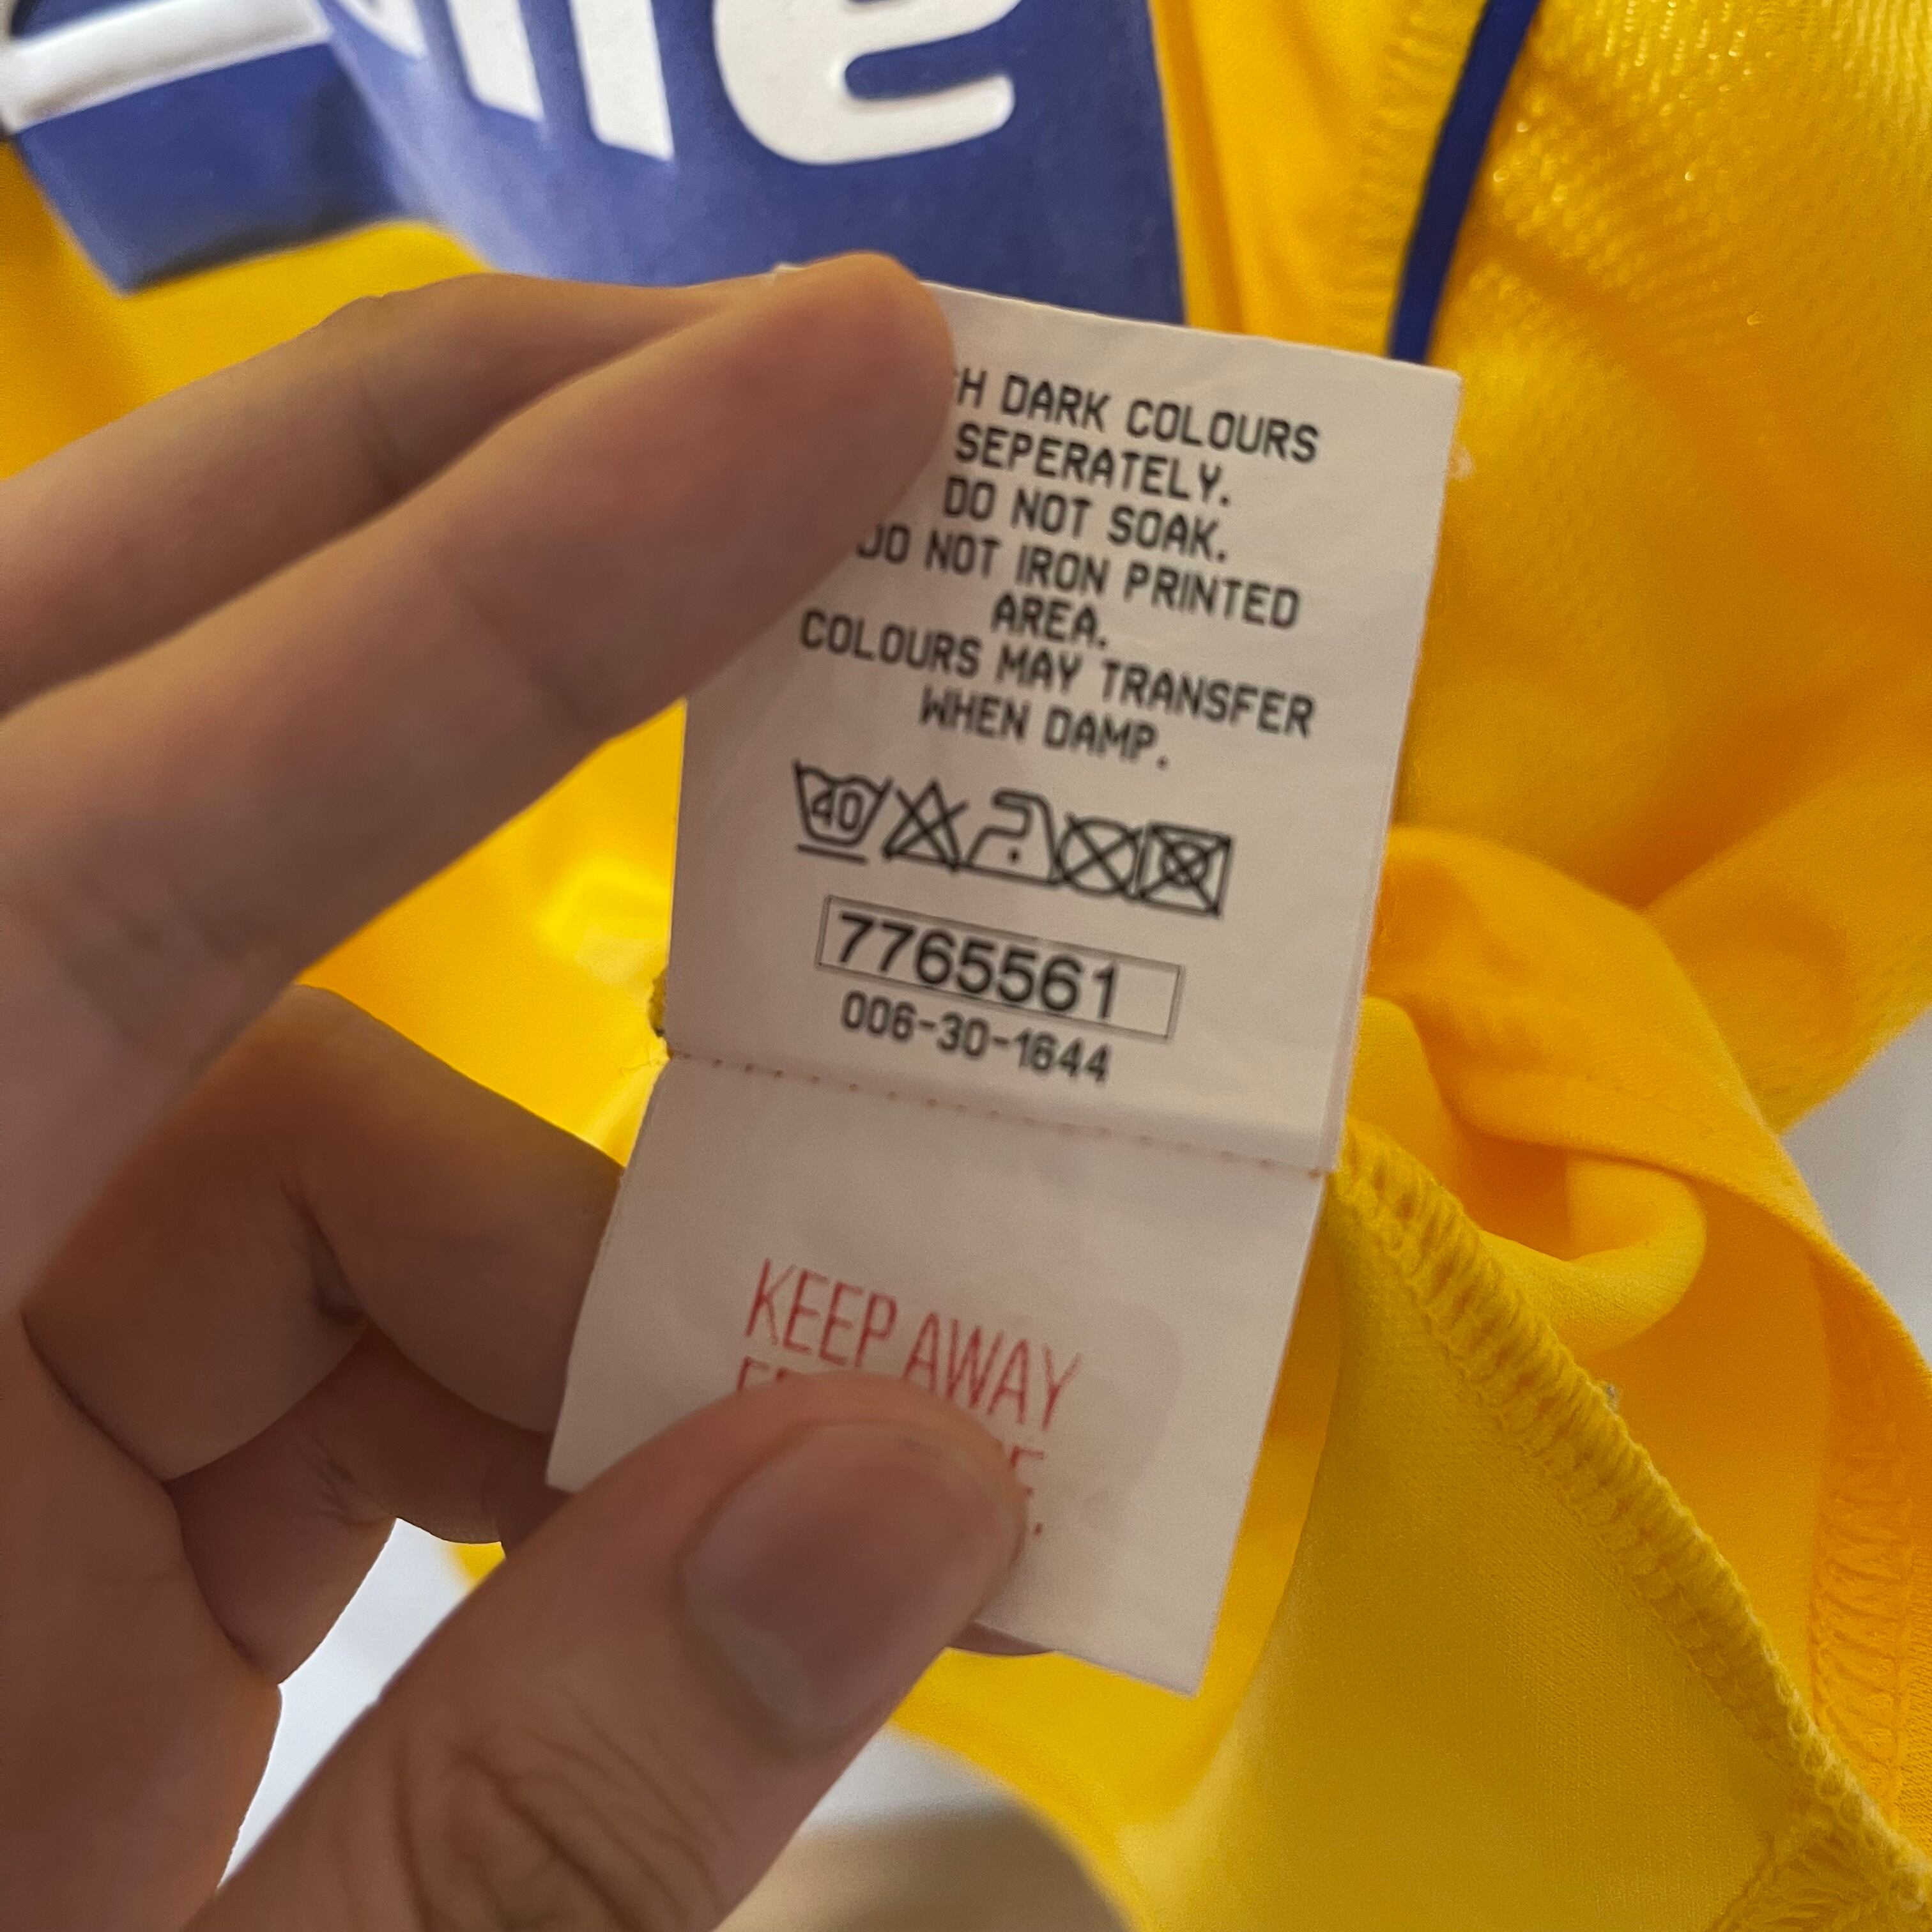 DARK COLOURS
SEPERATELY.
DO NOT SOAK.
DO NOT IRON PRINTED
AREA.
COLOURS MAY TRANSFER
WHEN DAMP.
40
7765561
006-30-1644
KEEP AWAY